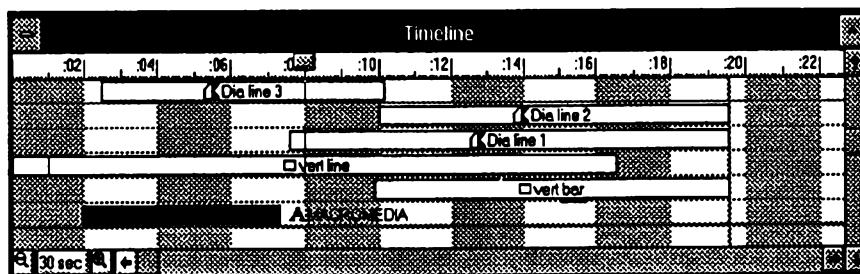 Timeline
:02 :04 :06 :10 :12 :14 :16 :18 :20 :22
Dia line 3
Dia line 2
Dia line 1
vert line
vert bar
A MACROMEDIA
30 sec